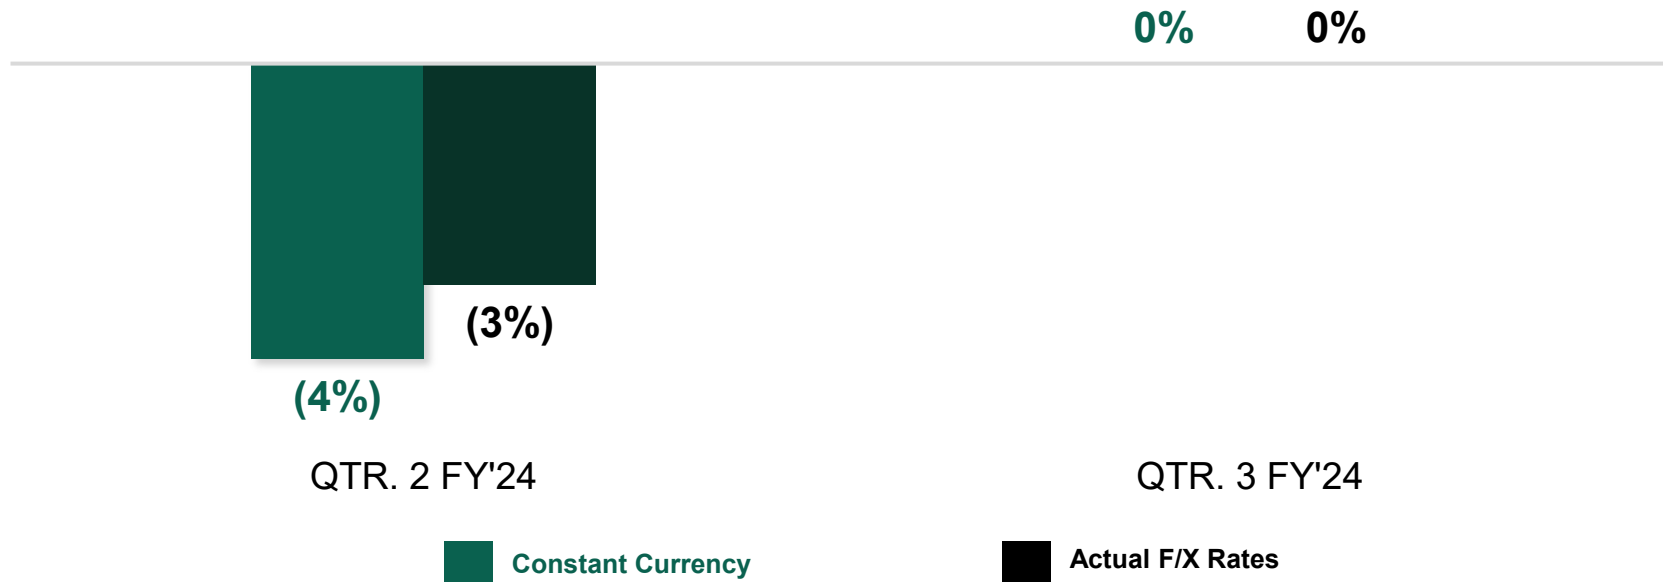 0% 0%
(3%)
(4%)
QTR. 2 FY'24 QTR. 3 FY'24
Constant Currency Actual F/X Rates